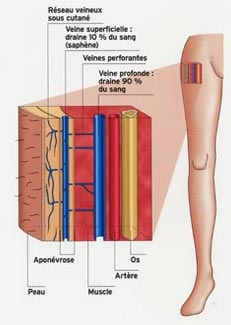 Réseau veineux
sous cutané
Veine superficielle :
draine 10 % du sang
(saphène)
Veines perforantes
Veine profonde :
draine 90 %
du sang
Aponévrose
Os
Artère
Peau
Muscle